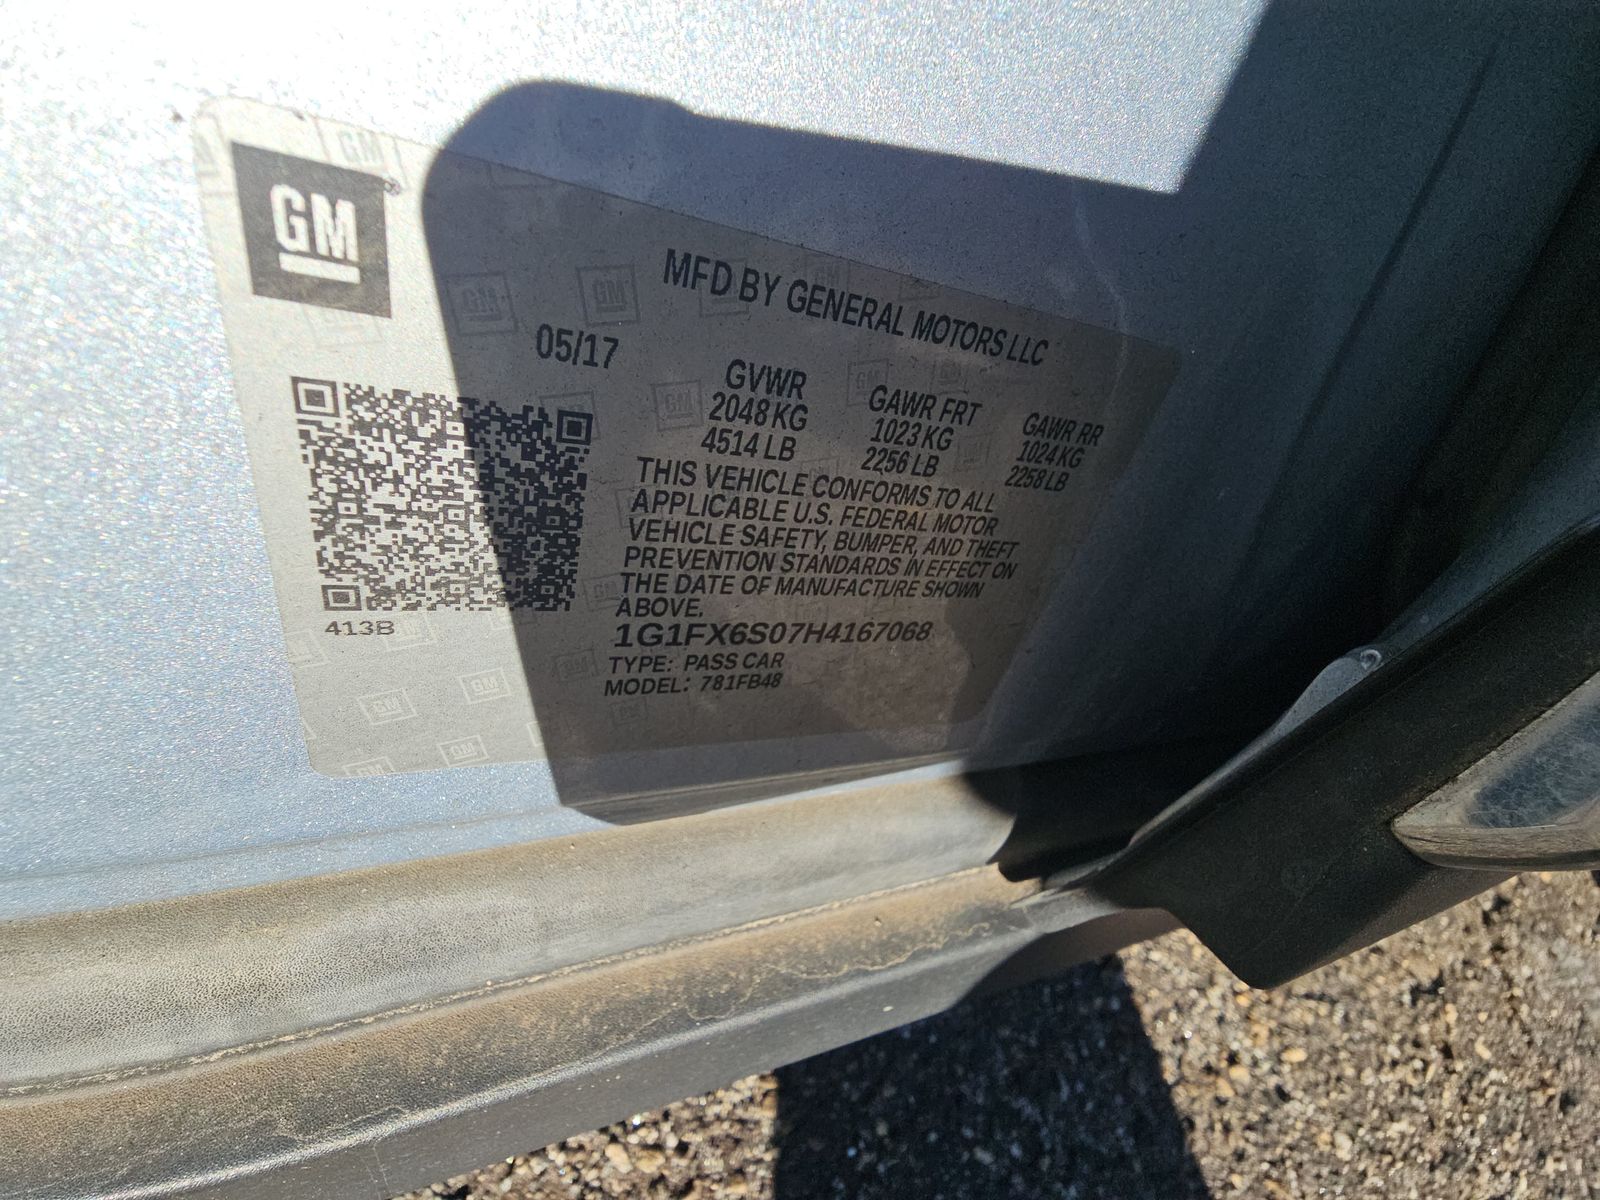 GM
MFD BY GENERAL MOTORS LLC
05/17
GVWR GAWR FRT GAWR RR
2048 KG 1023 KG 1024 KG
4514 LB 2256 LB 2258 LB
THIS VEHICLE CONFORMS TO ALL
APPLICABLE U.S. FEDERAL MOTOR
VEHICLE SAFETY, BUMPER, AND THEFT
PREVENTION STANDARDS IN EFFECT ON
THE DATE OF MANUFACTURE SHOWN
ABOVE.
413B
1G1FX6S07H4167068
TYPE: PASS CAR
MODEL: 781FB48